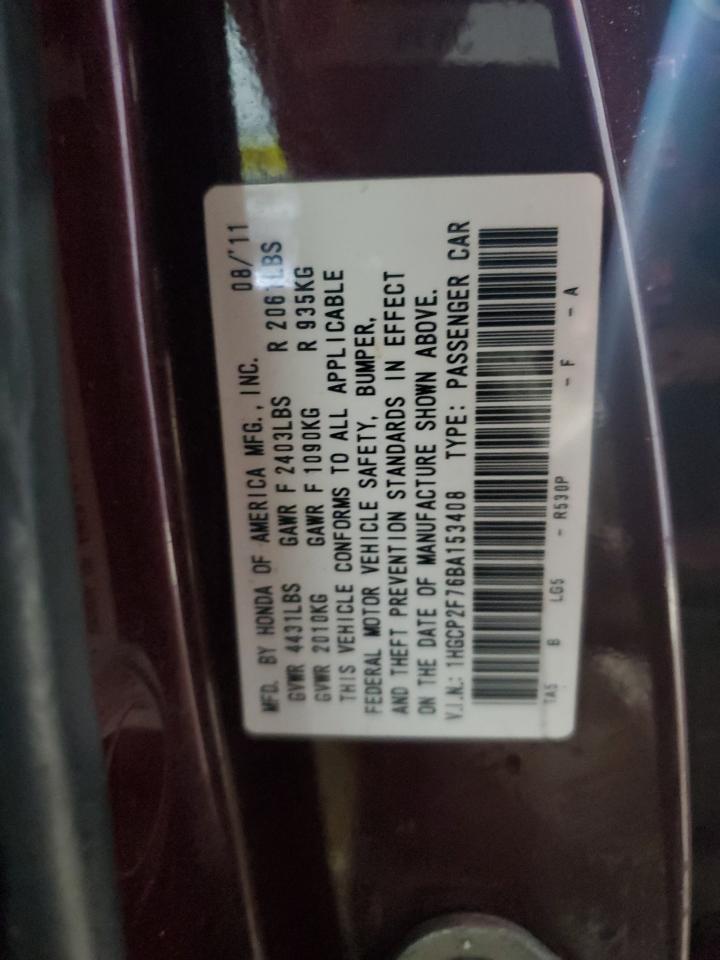 MFD. BY HONDA OF AMERICA MFG., INC. 08/'11
GVWR 4431LBS GAWR F 2403LBS R 2061LBS
GVWR 2010KG GAWR F 1090KG R 935KG
THIS VEHICLE CONFORMS TO ALL APPLICABLE
FEDERAL MOTOR VEHICLE SAFETY, BUMPER,
AND THEFT PREVENTION STANDARDS IN EFFECT
ON THE DATE OF MANUFACTURE SHOWN ABOVE.
V.I.N.: 1HGCP2F76BA153408 TYPE: PASSENGER CAR
TA5 B LG5 - R530P - F - A